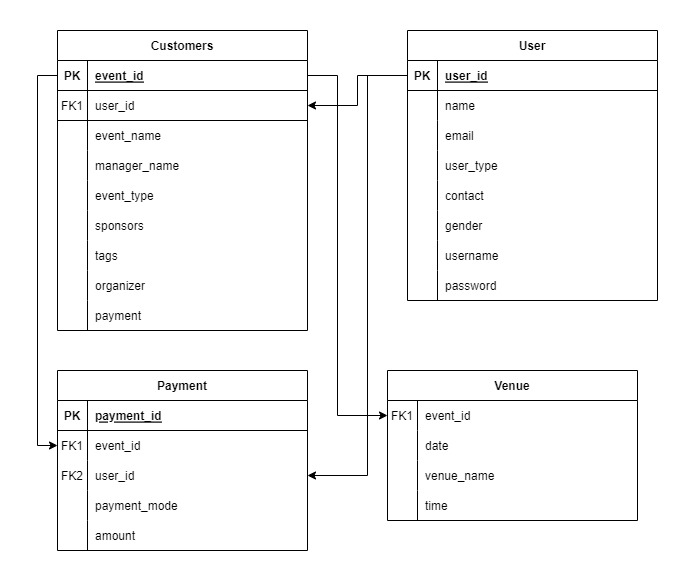 Customers
PK event_id
FK1 user_id
event_name
manager_name
event_type
sponsors
tags
organizer
payment
User
PK user_id
name
email
user_type
contact
gender
username
password
Payment
PK payment_id
FK1 event_id
FK2 user_id
payment_mode
amount
Venue
FK1 event_id
date
venue_name
time